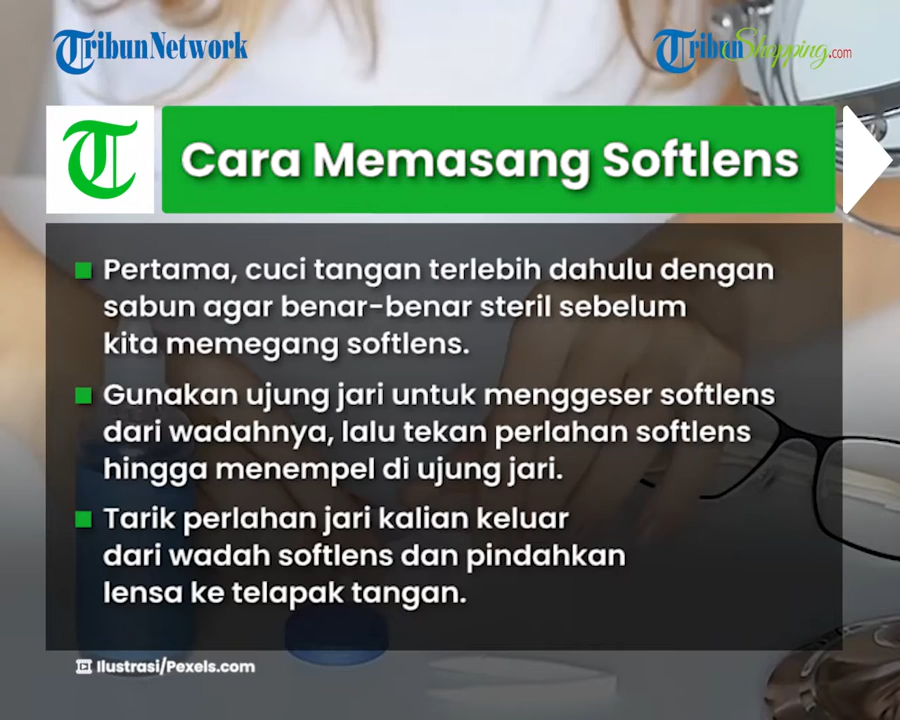 TribunNetwork
TribunShopping.com
T
Cara Memasang Softlens
Pertama, cuci tangan terlebih dahulu dengan
sabun agar benar-benar steril sebelum
kita memegang softlens.
Gunakan ujung jari untuk menggeser softlens
dari wadahnya, lalu tekan perlahan softlens
hingga menempel di ujung jari.
Tarik perlahan jari kalian keluar
dari wadah softlens dan pindahkan
lensa ke telapak tangan.
Ilustrasi/Pexels.com